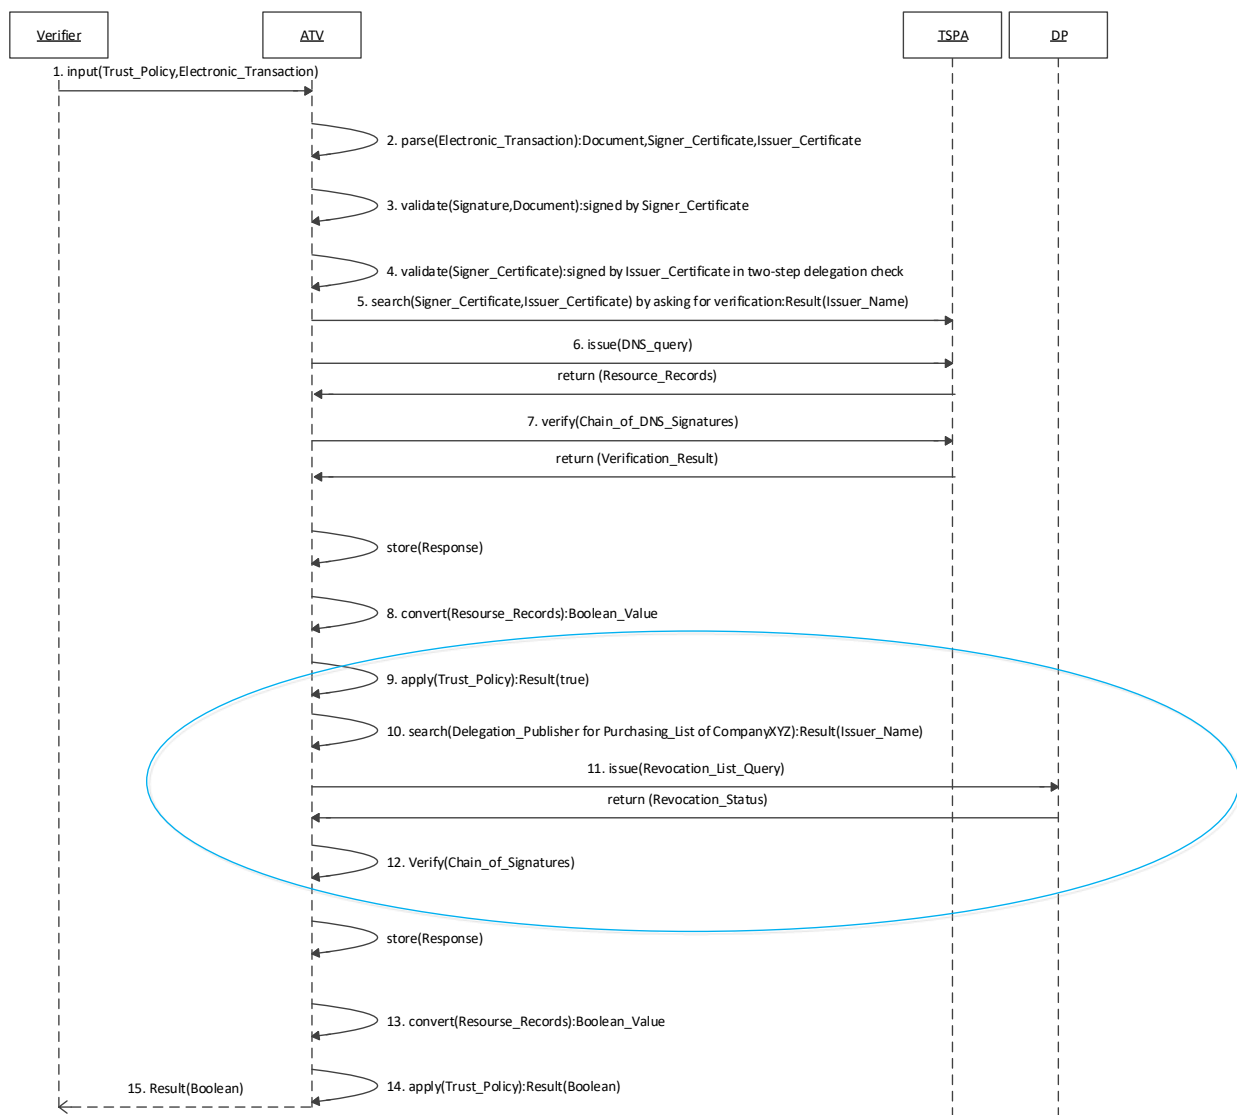 Verifier
ATV
TSPA
DP
1. input(Trust_Policy,Electronic_Transaction)
2. parse(Electronic_Transaction):Document,Signer_Certificate,Issuer_Certificate
3. validate(Signature,Document):signed by Signer_Certificate
4. validate(Signer_Certificate):signed by Issuer_Certificate in two-step delegation check
5. search(Signer_Certificate,Issuer_Certificate) by asking for verification:Result(Issuer_Name)
6. issue(DNS_query)
return (Resource_Records)
7. verify(Chain_of_DNS_Signatures)
return (Verification_Result)
store(Response)
8. convert(Resourse_Records):Boolean_Value
9. apply(Trust_Policy):Result(true)
10. search(Delegation_Publisher for Purchasing_List of CompanyXYZ):Result(Issuer_Name)
11. issue(Revocation_List_Query)
return (Revocation_Status)
12. Verify(Chain_of_Signatures)
store(Response)
13. convert(Resourse_Records):Boolean_Value
14. apply(Trust_Policy):Result(Boolean)
15. Result(Boolean)